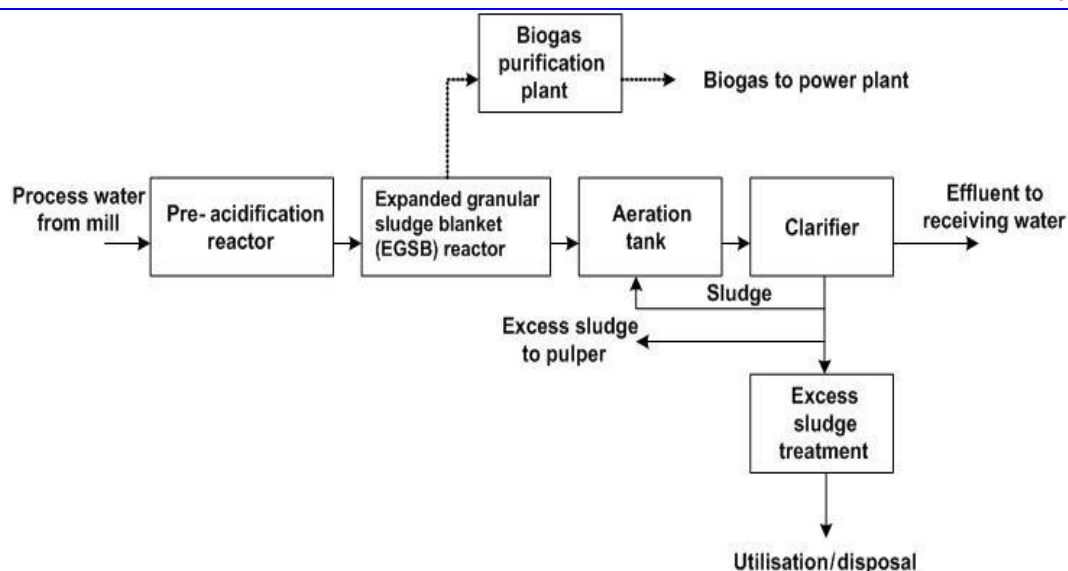 Biogas
purification
plant
Biogas to power plant
Process water
from mill
Pre- acidification
reactor
Expanded granular
sludge blanket
(EGSB) reactor
Aeration
tank
Clarifier
Effluent to
receiving water
Sludge
Excess sludge
to pulper
Excess
sludge
treatment
Utilisation/disposal